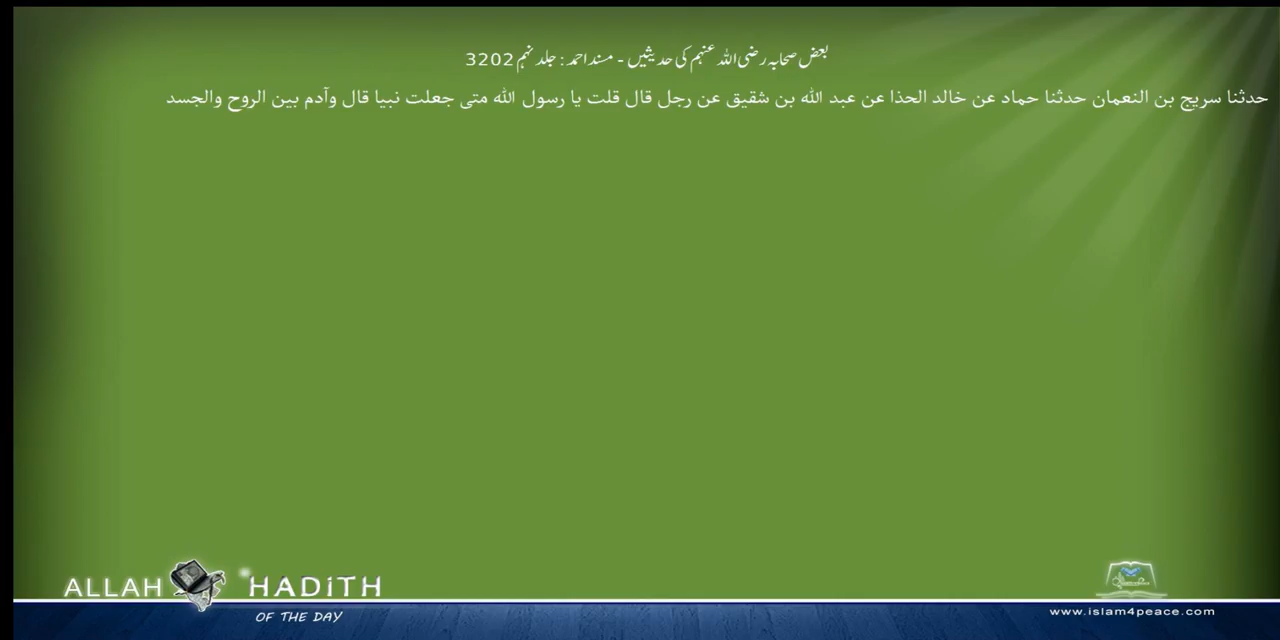 بعض صحابہ رضی اللہ عنہم کی حدیثیں - مسند احمد : جلد نہم 3202
حدثنا سريج بن النعمان حدثنا حماد عن خالد الحذا عن عبد الله بن شقيق عن رجل قال قلت يا رسول الله متى جعلت نبيا قال وآدم بين الروح والجسد
ALLAH HADITH
OF THE DAY
www.islam4peace.com